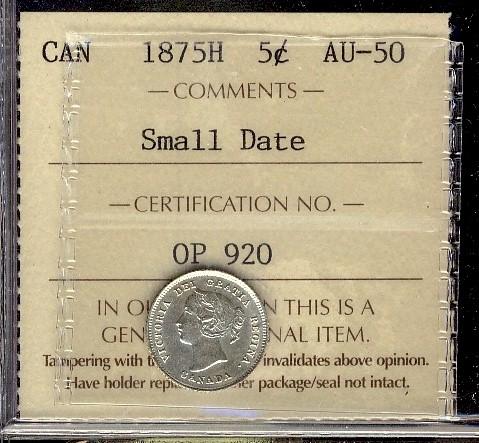 CAN 1875H 5¢ AU-50
— COMMENTS —
Small Date
— CERTIFICATION NO. —
OP 920
VICTORIA DEI GRATIA REGINA.
CANADA
IN THIS IS A
ITEM.
Tampering with invalidates above opinion.
Have holder package/seal not intact.